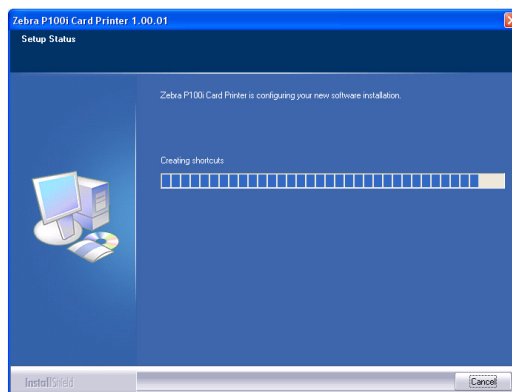 Zebra P100i Card Printer 1.00.01
Setup Status
Zebra P100i Card Printer is configuring your new software installation.
Creating shortcuts
InstallShield
Cancel